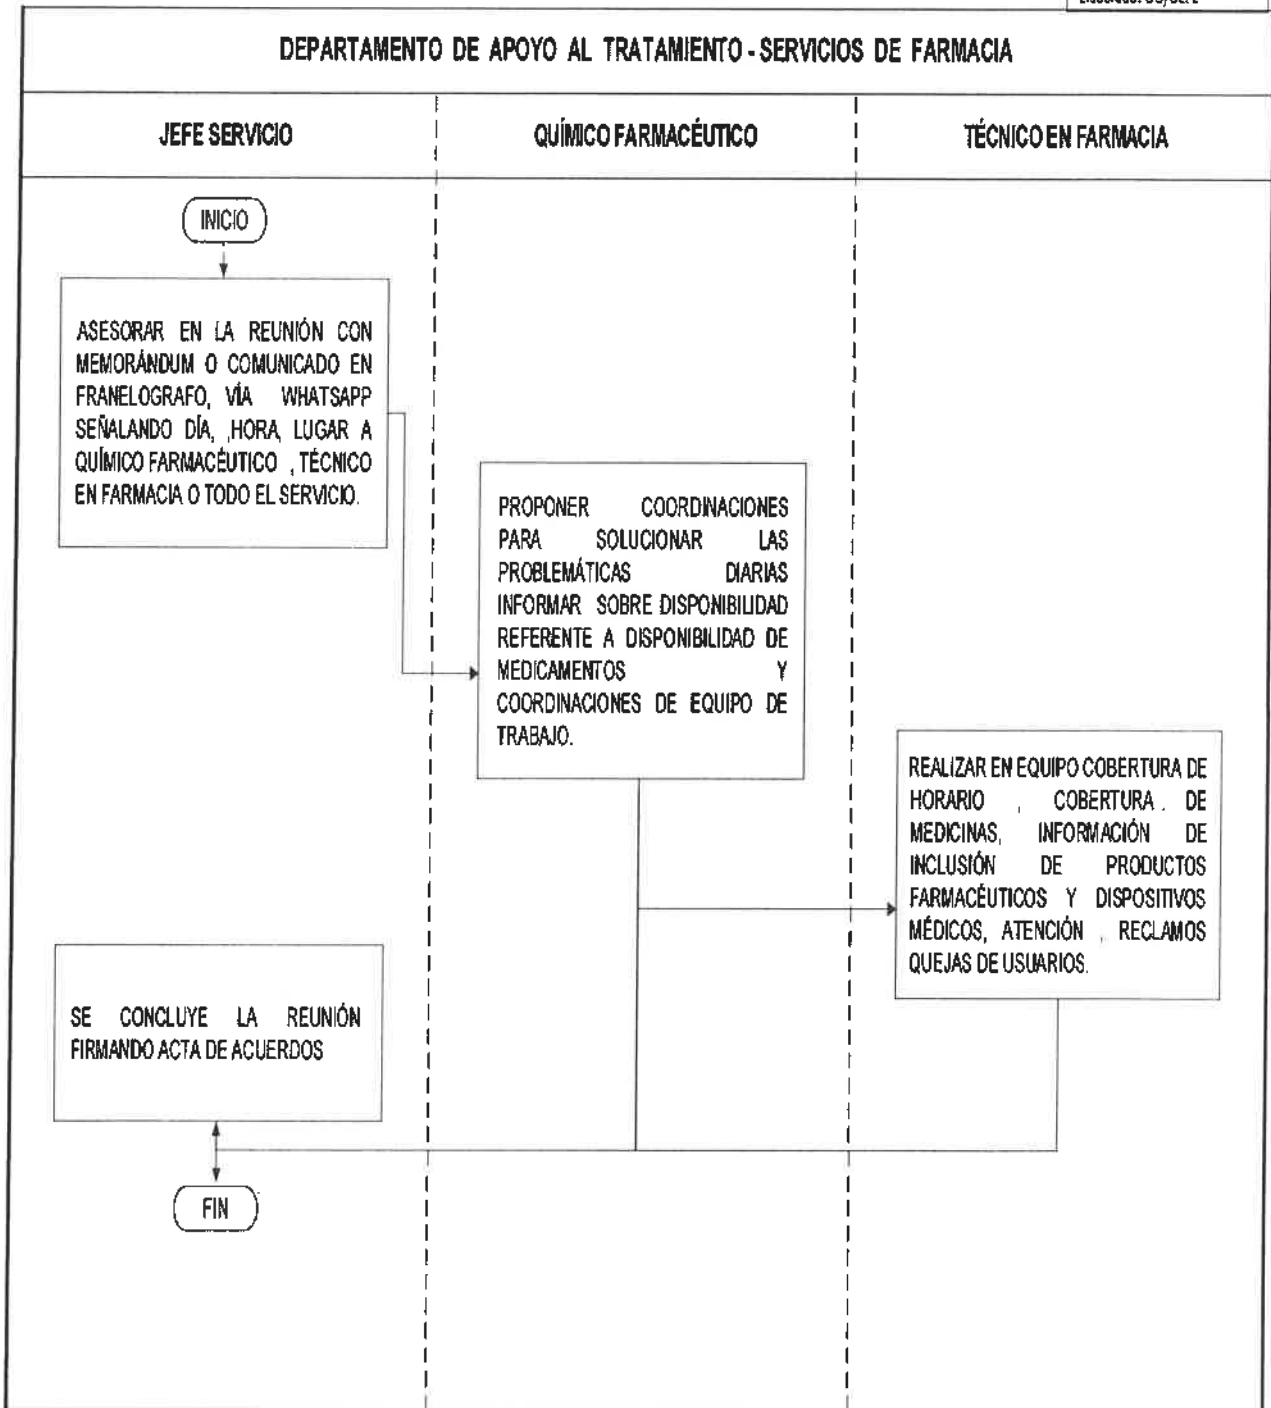 DEPARTAMENTO DE APOYO AL TRATAMIENTO - SERVICIOS DE FARMACIA
JEFE SERVICIO
QUÍMICO FARMACÉUTICO
TÉCNICO EN FARMACIA
INICIO
ASESORAR EN LA REUNIÓN CON
MEMORÁNDUM O COMUNICADO EN
FRANELOGRAFO, VÍA WHATSAPP
SEÑALANDO DÍA, ,HORA, LUGAR A
QUÍMICO FARMACÉUTICO , TÉCNICO
EN FARMACIA O TODO EL SERVICIO.
PROPONER COORDINACIONES
PARA SOLUCIONAR LAS
PROBLEMÁTICAS DIARIAS
INFORMAR SOBRE DISPONIBILIDAD
REFERENTE A DISPONIBILIDAD DE
MEDICAMENTOS Y
COORDINACIONES DE EQUIPO DE
TRABAJO.
REALIZAR EN EQUIPO COBERTURA DE
HORARIO , COBERTURA . DE
MEDICINAS, INFORMACIÓN DE
INCLUSIÓN DE PRODUCTOS
FARMACÉUTICOS Y DISPOSITIVOS
MÉDICOS, ATENCIÓN , RECLAMOS
QUEJAS DE USUARIOS.
SE CONCLUYE LA REUNIÓN
FIRMANDO ACTA DE ACUERDOS
FIN